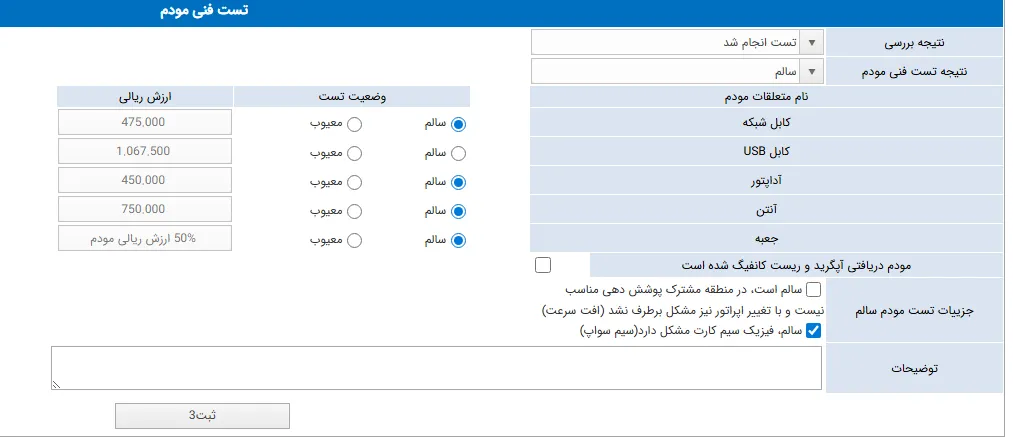 تست فنی مودم
نتیجه بررسی تست انجام شد
نتیجه تست فنی مودم سالم
نام متعلقات مودم وضعیت تست ارزش ریالی
کابل شبکه سالم معیوب 475,000
کابل USB سالم معیوب 1,067,500
آداپتور سالم معیوب 450,000
آنتن سالم معیوب 750,000
جعبه سالم معیوب 50% ارزش ریالی مودم
مودم دریافتی آپگرید و ریست کانفیگ شده است
جزییات تست مودم سالم
سالم است، در منطقه مشترک پوشش دهی مناسب
نیست و با تغییر اپراتور نیز مشکل برطرف نشد (افت سرعت)
سالم، فیزیک سیم کارت مشکل دارد(سیم سواپ)
توضیحات
ثبت3